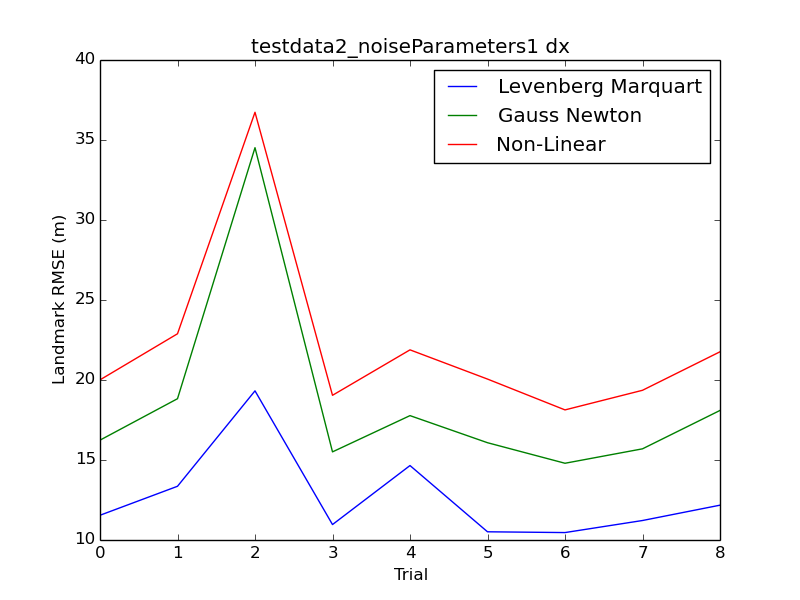 testdata2_noiseParameters1 dx
Levenberg Marquart
Gauss Newton
Non-Linear
Landmark RMSE (m)
40
35
30
25
20
15
10
0 1 2 3 4 5 6 7 8
Trial